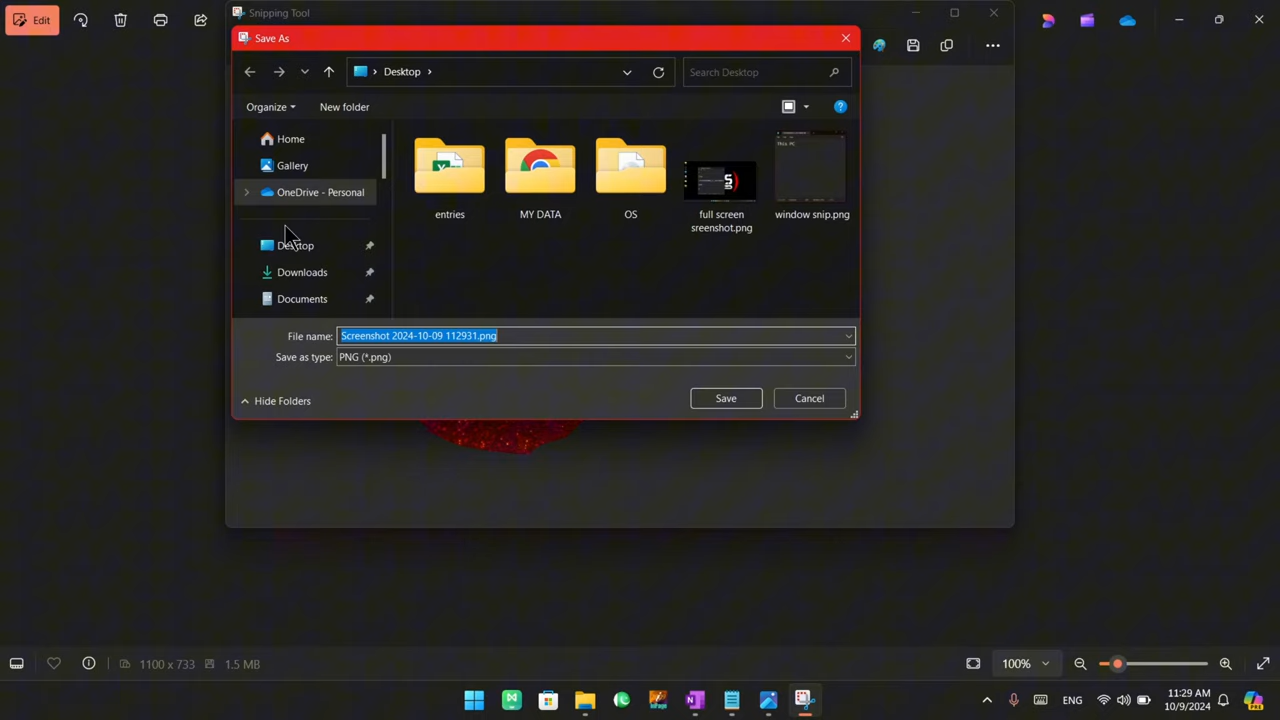 Edit
Snipping Tool
Save As
Desktop
Search Desktop
Organize
New folder
Home
Gallery
OneDrive - Personal
Desktop
Downloads
Documents
entries
MY DATA
OS
full screen
sreenshot.png
This PC
window snip.png
File name: Screenshot 2024-10-09 112931.png
Save as type: PNG (*.png)
Hide Folders
Save
Cancel
1100 x 733
1.5 MB
100%
ENG
11:29 AM
10/9/2024